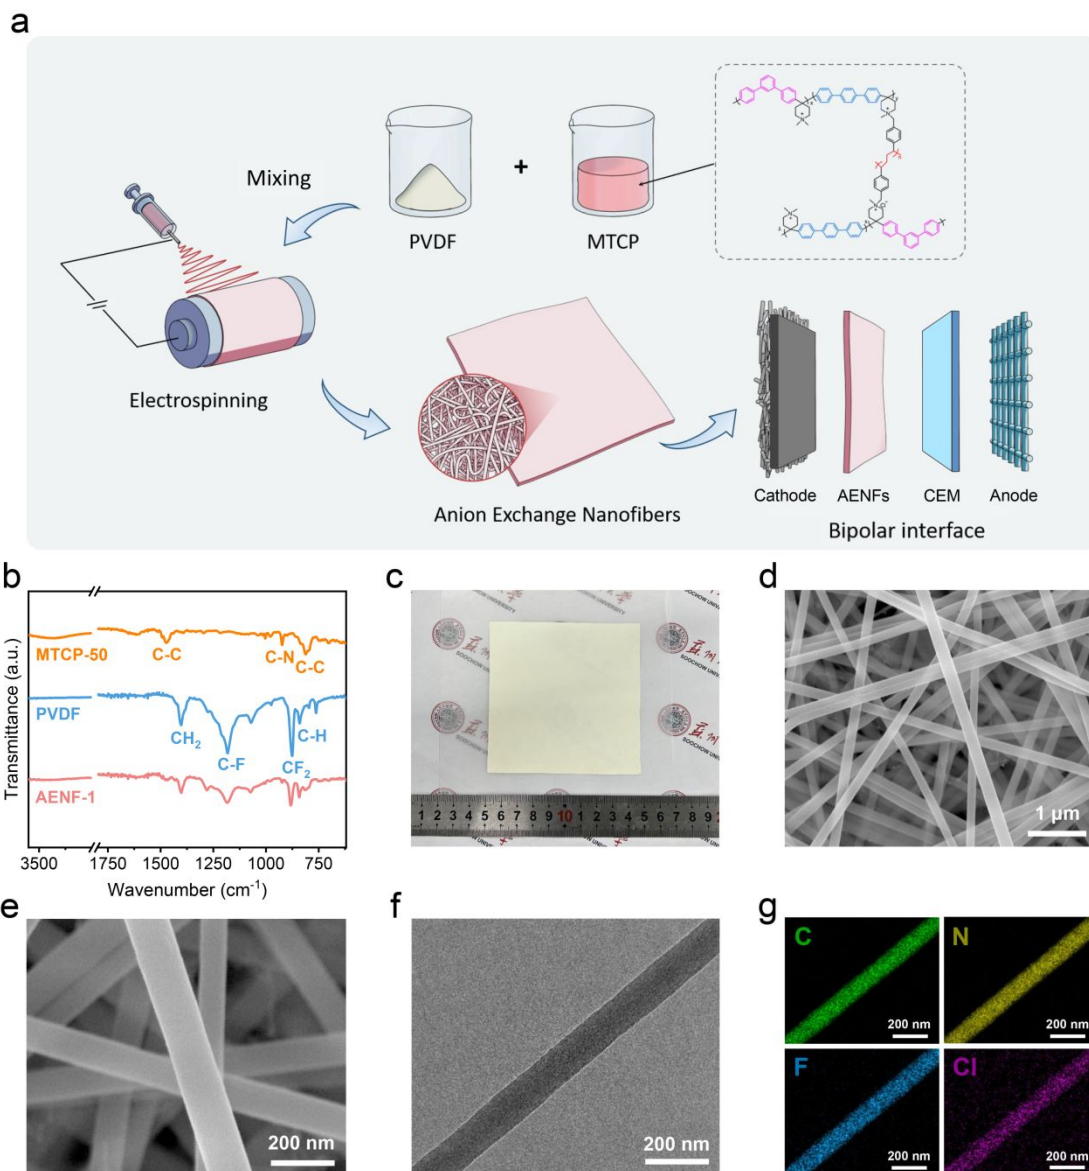 a
Mixing
PVDF
+
MTCP
Electrospinning
Anion Exchange Nanofibers
Cathode
AENFs
CEM
Anode
Bipolar interface
b
Transmittance (a.u.)
MTCP-50
C-C
C-N
C-C
PVDF
CH₂
C-F
CF₂
C-H
AENF-1
3500 1750 1500 1250 1000 750
Wavenumber (cm⁻¹)
c
SOOCHOW UNIVERSITY
1 2 3 4 5 6 7 8 9 10 1 2 3 4 5 6 7 8 9
d
1 μm
e
200 nm
f
200 nm
g
C
200 nm
N
200 nm
F
200 nm
Cl
200 nm